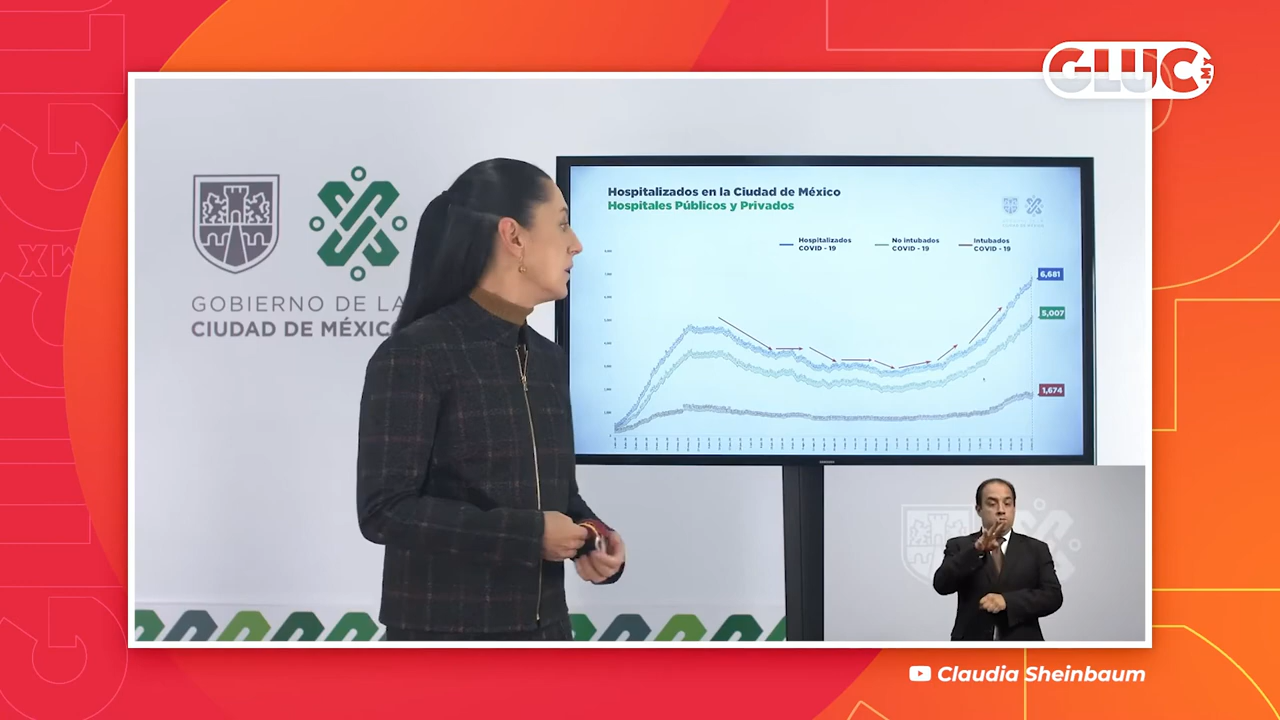 GLUC.MX
GOBIERNO DE LA
CIUDAD DE MÉXICO
Hospitalizados en la Ciudad de México
Hospitales Públicos y Privados
Hospitalizados
COVID - 19
No intubados
COVID - 19
Intubados
COVID - 19
6,681
5,007
1,674
Claudia Sheinbaum